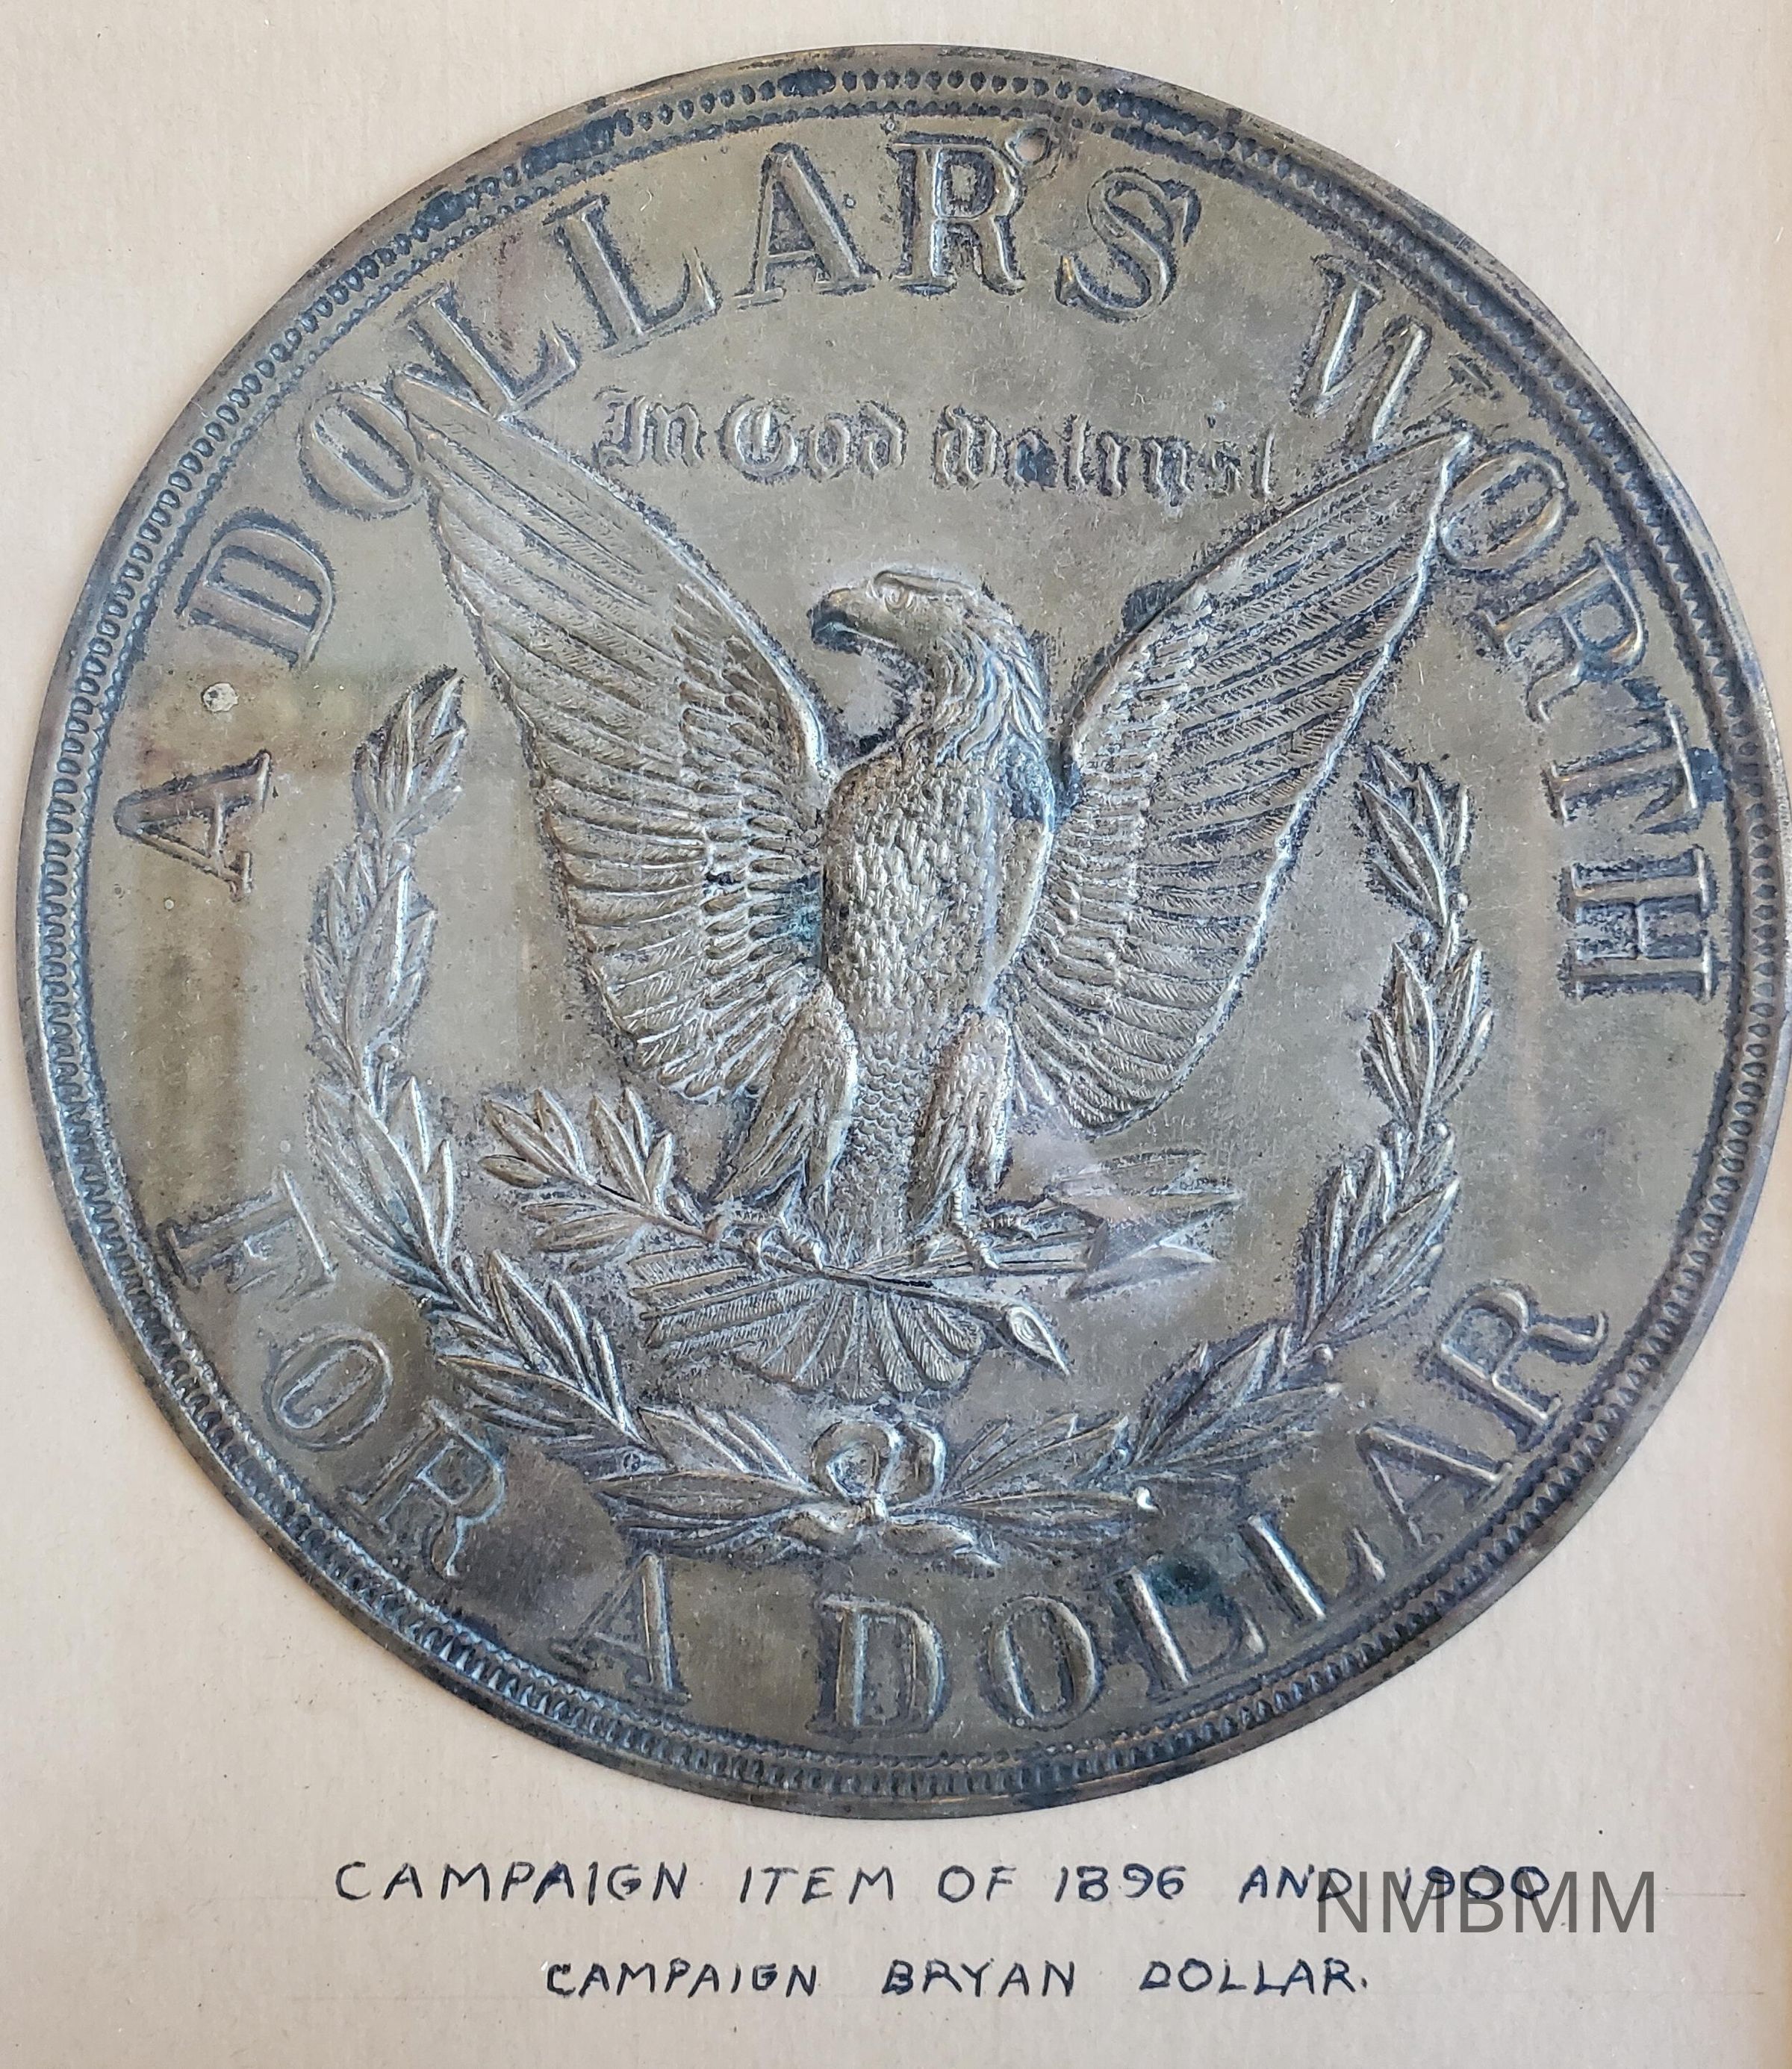 A DOLLAR'S WORTH
In God We trust
FOR A DOLLAR
CAMPAIGN ITEM OF 1896 AND 1900
NMBMM
CAMPAIGN BRYAN DOLLAR.